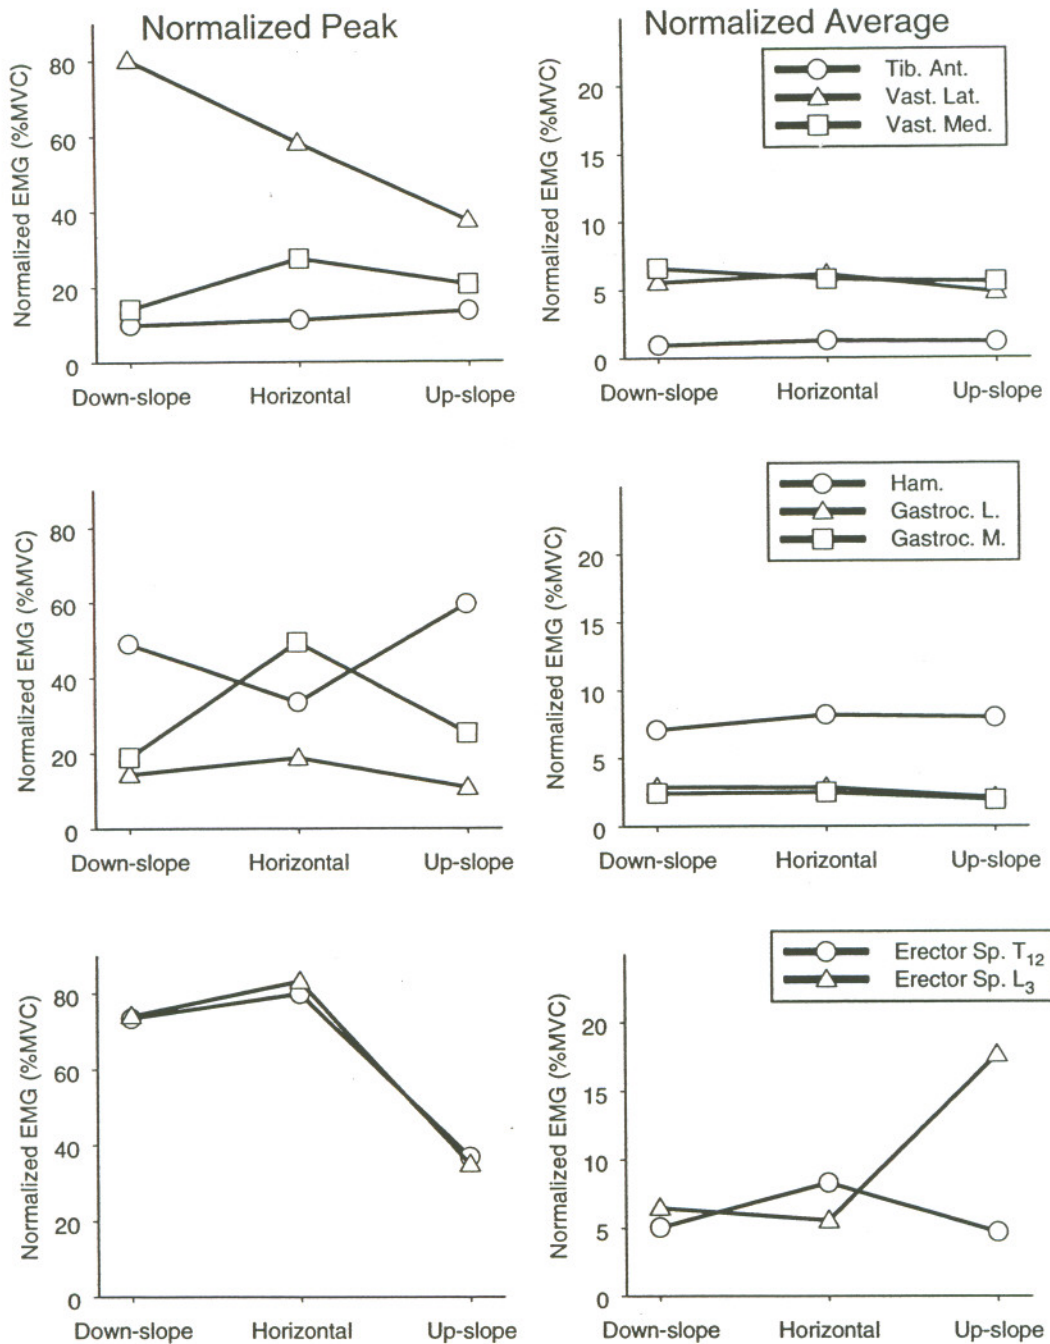 Normalized Peak
Normalized EMG (%MVC)
80
60
40
20
0
Down-slope Horizontal Up-slope
Normalized Average
Normalized EMG (%MVC)
20
15
10
5
0
Tib. Ant.
Vast. Lat.
Vast. Med.
Down-slope Horizontal Up-slope
Normalized EMG (%MVC)
80
60
40
20
0
Down-slope Horizontal Up-slope
Normalized EMG (%MVC)
20
15
10
5
0
Ham.
Gastroc. L.
Gastroc. M.
Down-slope Horizontal Up-slope
Normalized EMG (%MVC)
80
60
40
20
0
Down-slope Horizontal Up-slope
Normalized EMG (%MVC)
20
15
10
5
0
Erector Sp. T12
Erector Sp. L3
Down-slope Horizontal Up-slope